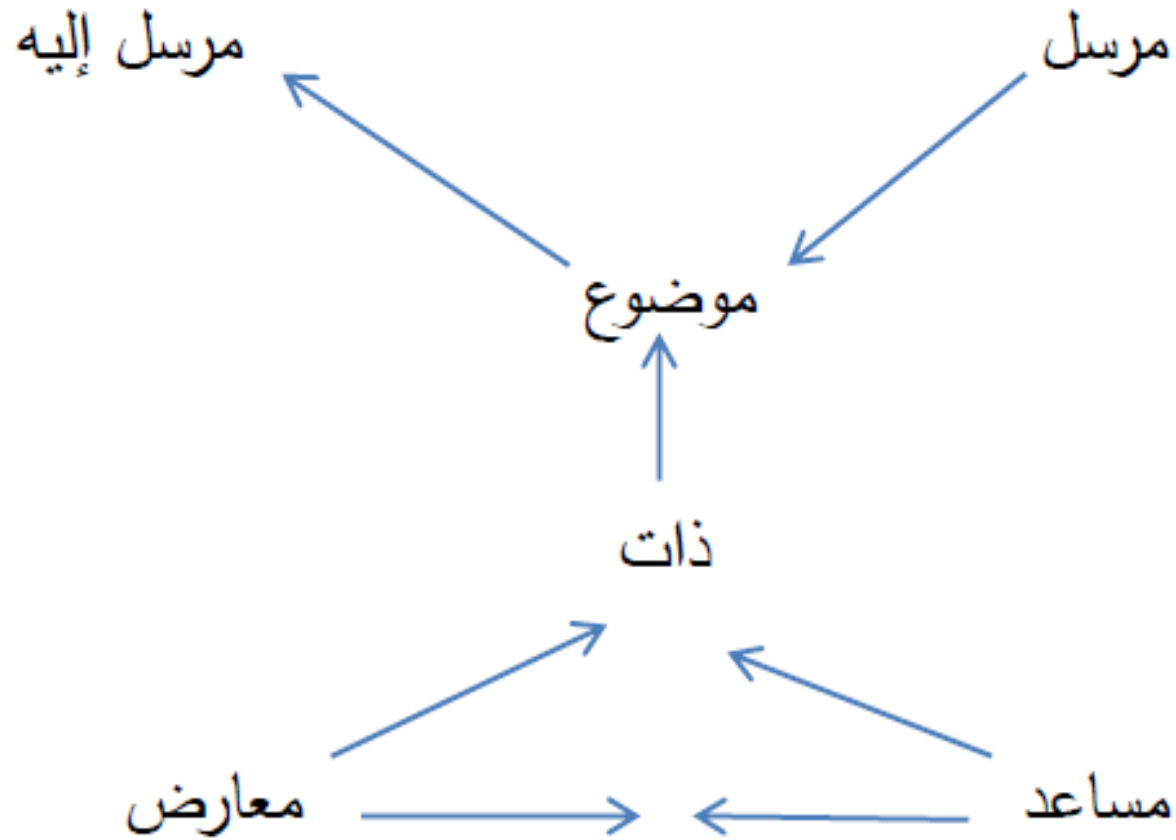 مرسل
مرسل إليه
موضوع
ذات
مساعد
معارض